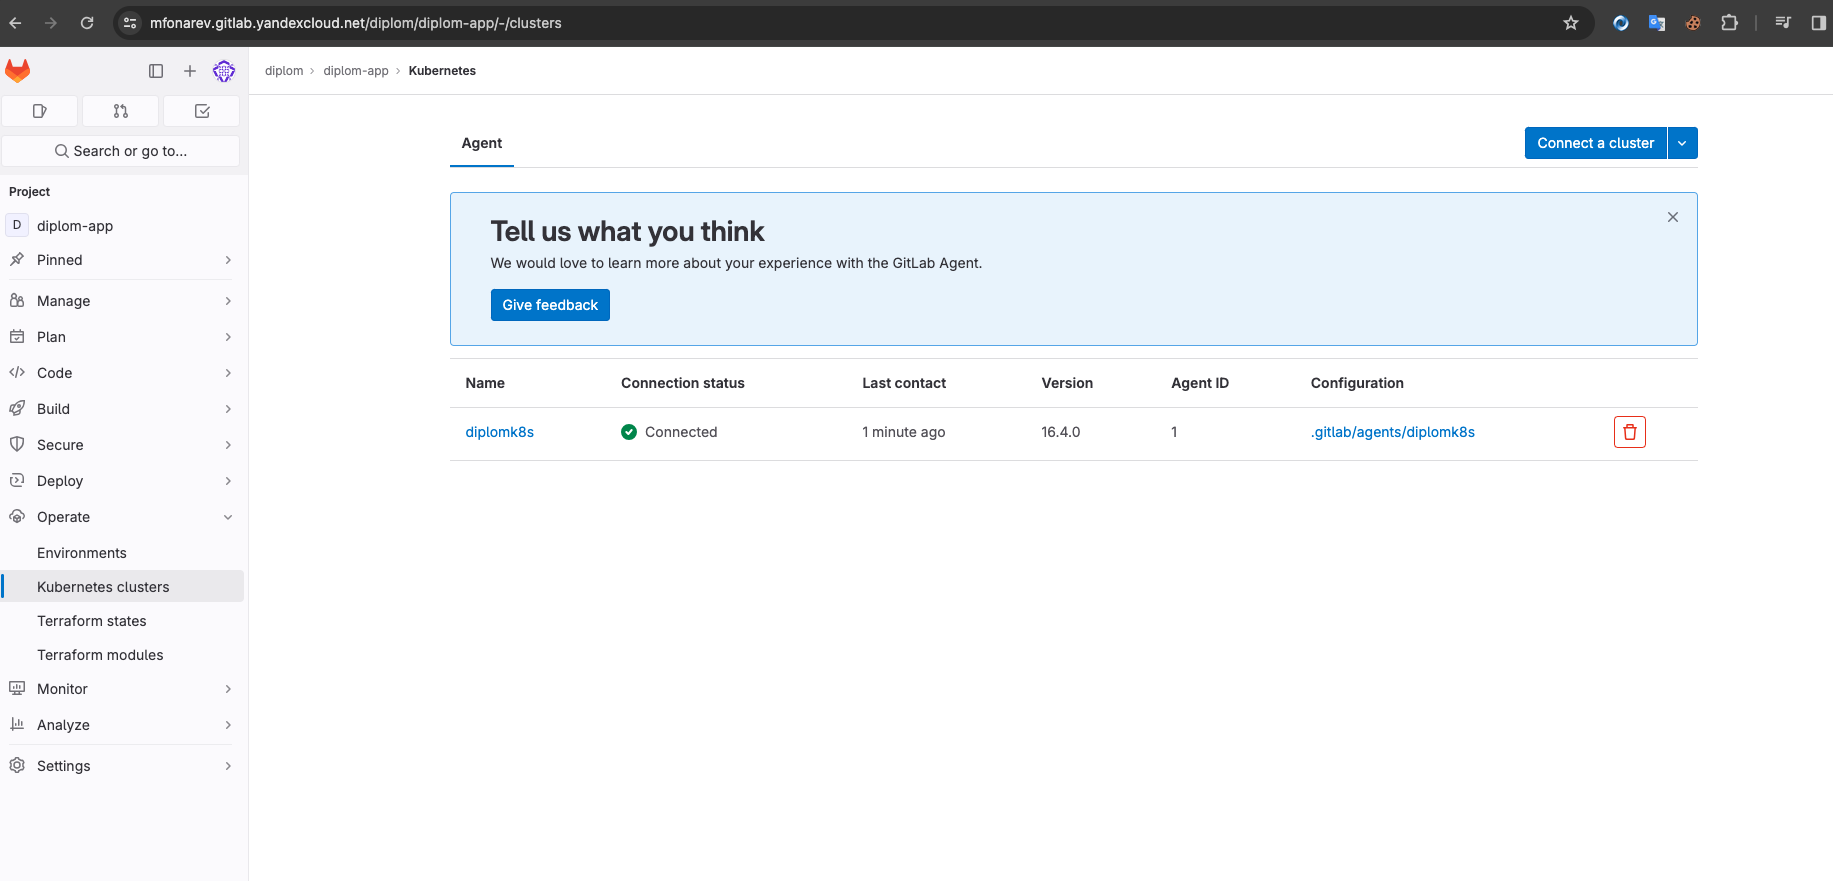 mfonarev.gitlab.yandexcloud.net/diplom/diplom-app/-/clusters
diplom › diplom-app › Kubernetes
Search or go to...
Project
D diplom-app
Pinned
Manage
Plan
Code
Build
Secure
Deploy
Operate
Environments
Kubernetes clusters
Terraform states
Terraform modules
Monitor
Analyze
Settings
Agent
Connect a cluster
Tell us what you think
We would love to learn more about your experience with the GitLab Agent.
Give feedback
Name Connection status Last contact Version Agent ID Configuration
diplomk8s Connected 1 minute ago 16.4.0 1 .gitlab/agents/diplomk8s